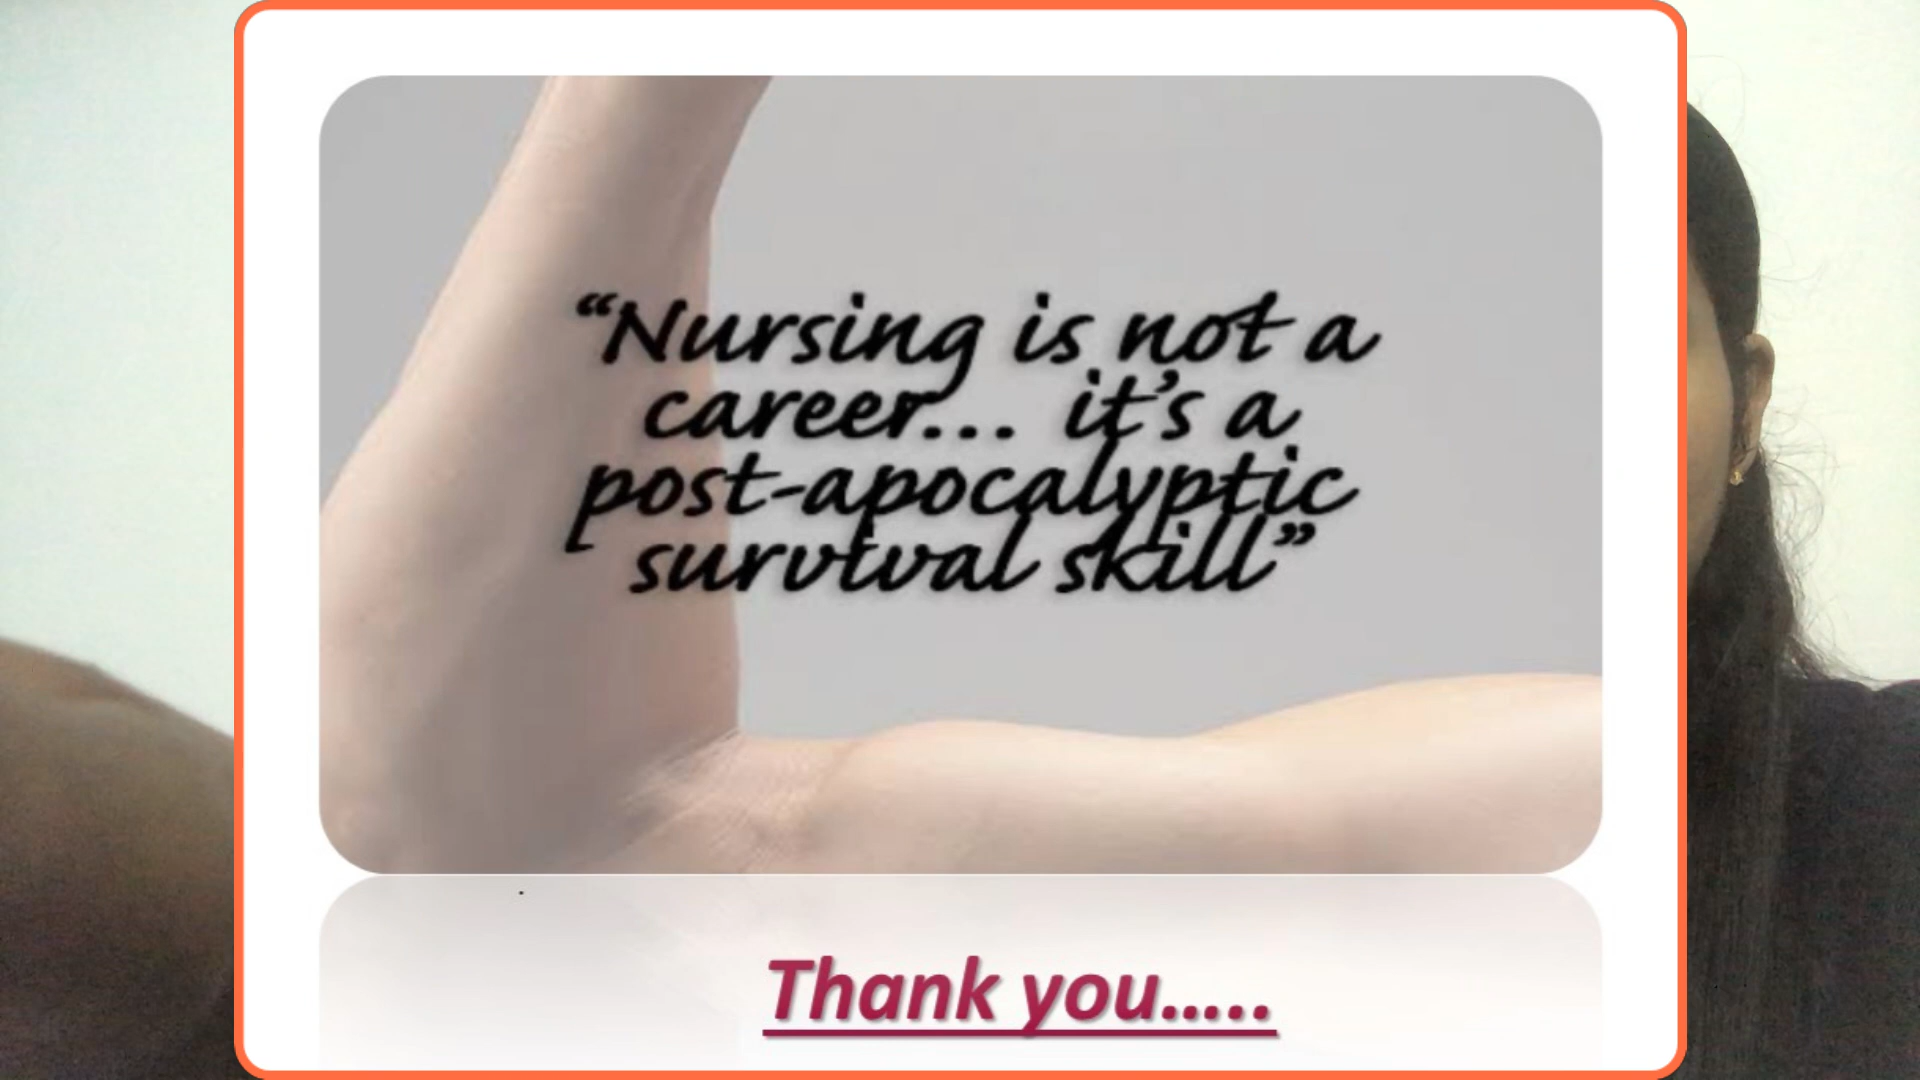 “Nursing is not a
career... it’s a
post-apocalyptic
survival skill”
Thank you.....